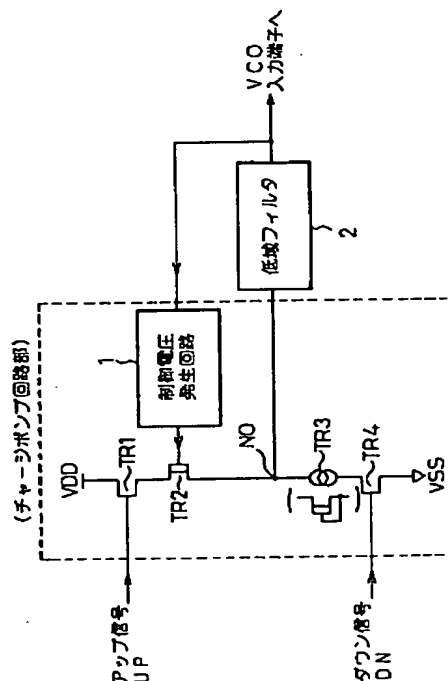 (チャージポンプ回路部)
VDD
アップ信号
UP
TR1
1
制御電圧
発生回路
TR2
NO
低域フィルタ
2
VCO
入力端子へ
TR3
ダウン信号
DN
TR4
VSS